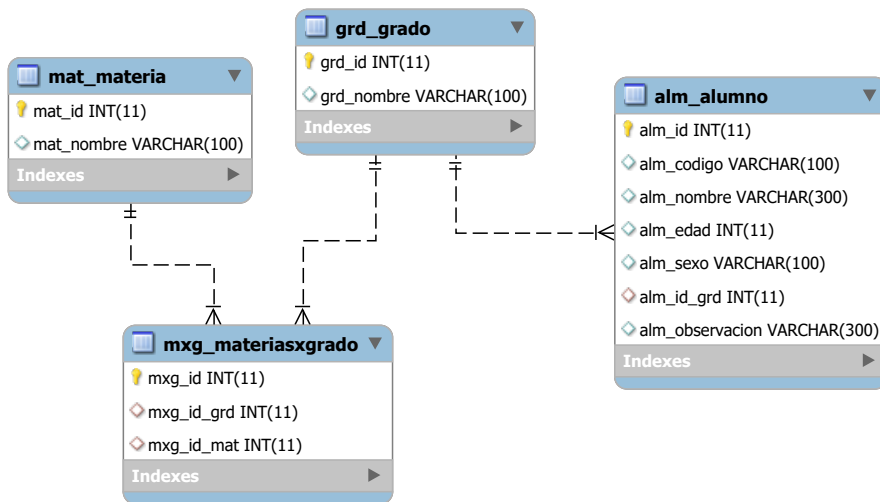 mat_materia
mat_id INT(11)
mat_nombre VARCHAR(100)
Indexes
grd_grado
grd_id INT(11)
grd_nombre VARCHAR(100)
Indexes
alm_alumno
alm_id INT(11)
alm_codigo VARCHAR(100)
alm_nombre VARCHAR(300)
alm_edad INT(11)
alm_sexo VARCHAR(100)
alm_id_grd INT(11)
alm_observacion VARCHAR(300)
Indexes
mxg_materiasxgrado
mxg_id INT(11)
mxg_id_grd INT(11)
mxg_id_mat INT(11)
Indexes